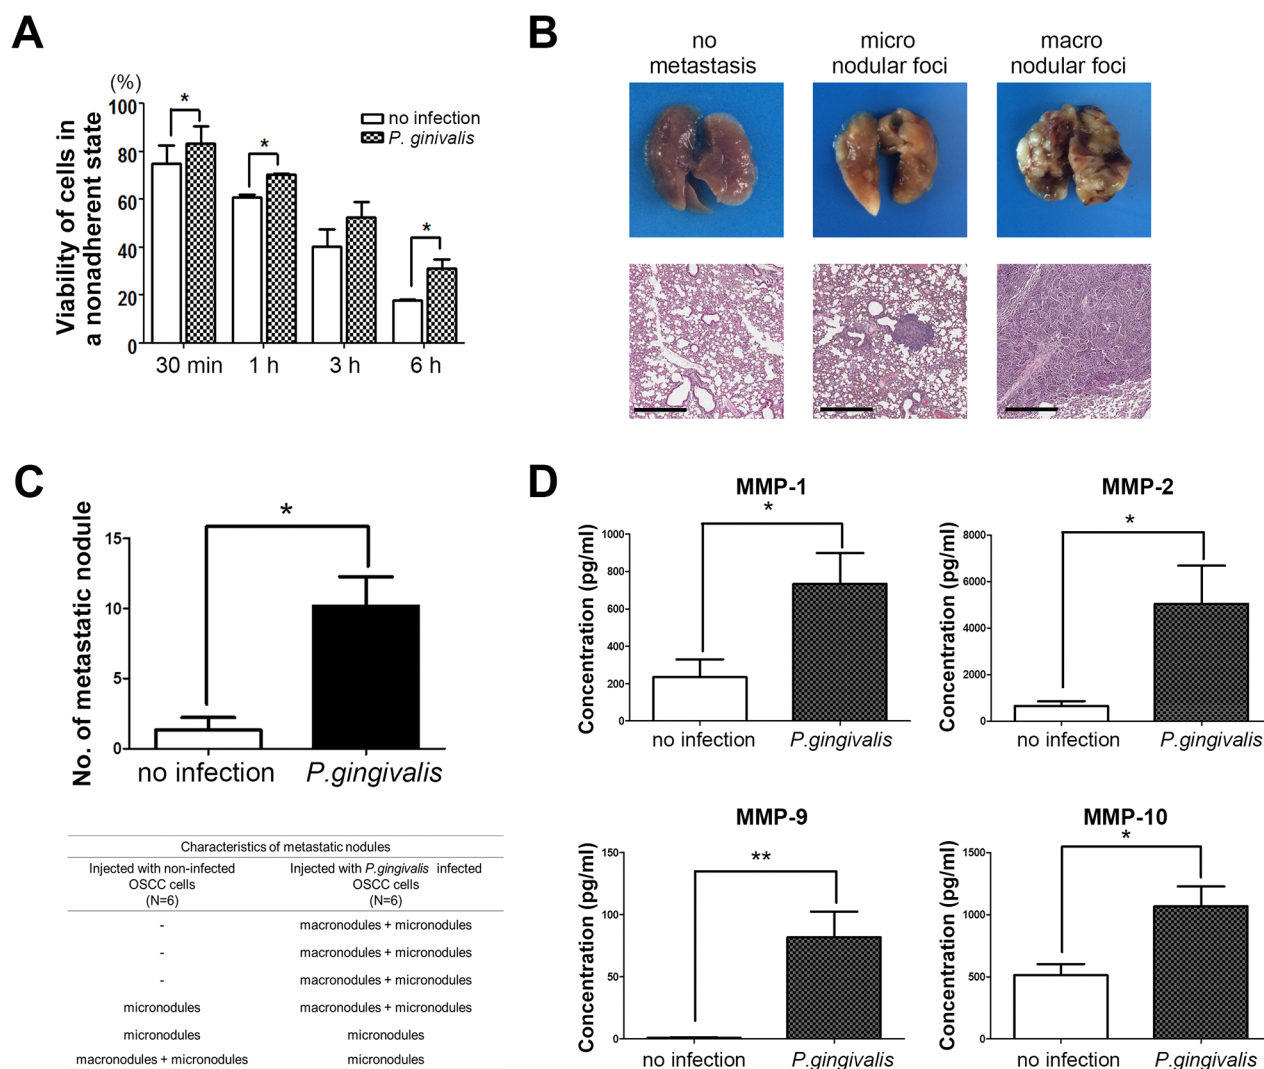 A
(%)
100
80
60
40
20
0
Viability of cells in
a nonadherent state
no infection
P. ginivalis
*
*
*
30 min
1 h
3 h
6 h
B
no
metastasis
micro
nodular foci
macro
nodular foci
C
*
15
10
5
0
No. of metastatic nodule
no infection
P.gingivalis
Characteristics of metastatic nodules
Injected with non-infected
OSCC cells
(N=6)
Injected with P.gingivalis infected
OSCC cells
(N=6)
- macronodules + micronodules
- macronodules + micronodules
- macronodules + micronodules
micronodules macronodules + micronodules
micronodules micronodules
macronodules + micronodules micronodules
D
MMP-1
*
Concentration (pg/ml)
1000
800
600
400
200
0
no infection
P.gingivalis
MMP-2
*
Concentration (pg/ml)
8000
6000
4000
2000
0
no infection
P.gingivalis
MMP-9
**
Concentration (pg/ml)
150
100
50
0
no infection
P.gingivalis
MMP-10
*
Concentration (pg/ml)
1500
1000
500
0
no infection
P.gingivalis